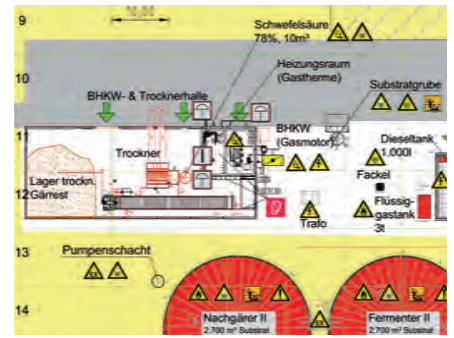 9
10,00
Schwefelsäure
78%, 10m³
Heizungsraum
(Gastherme)
10
Substratgrube
BHKW- & Trocknerhalle
11
BHKW
(Gasmotor)
Dieseltank
1.000l
Trockner
Fackel
Lager trockn.
Gärrest
12
Flüssig-
gastank
3t
Trafo
13
Pumpenschacht
14
Nachgärer II
2.700 m³ Substrat
Fermenter II
2.700 m³ Substrat